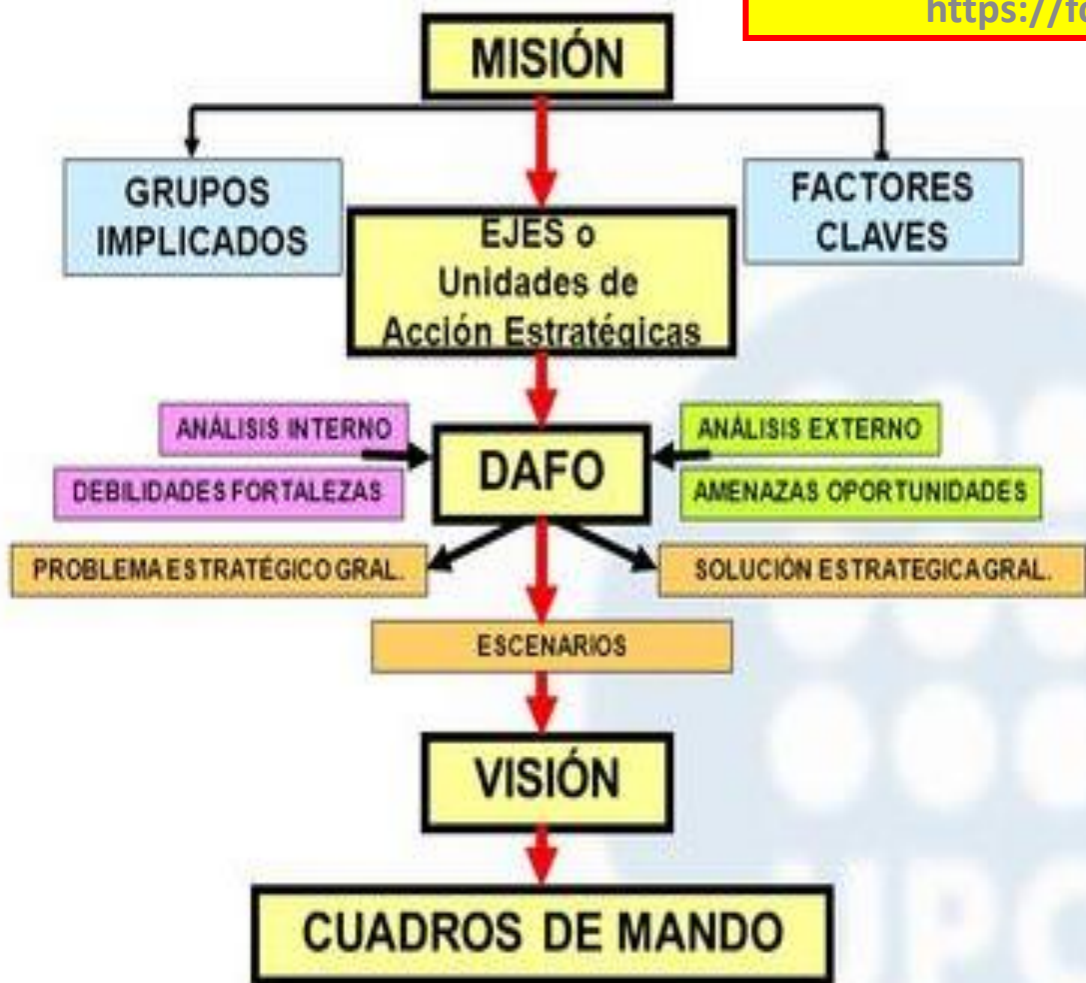 https://fo
MISIÓN
GRUPOS
IMPLICADOS
FACTORES
CLAVES
EJES o
Unidades de
Acción Estratégicas
ANÁLISIS INTERNO
ANÁLISIS EXTERNO
DAFO
DEBILIDADES FORTALEZAS
AMENAZAS OPORTUNIDADES
PROBLEMA ESTRATÉGICO GRAL.
SOLUCIÓN ESTRATEGICA GRAL.
ESCENARIOS
VISIÓN
CUADROS DE MANDO